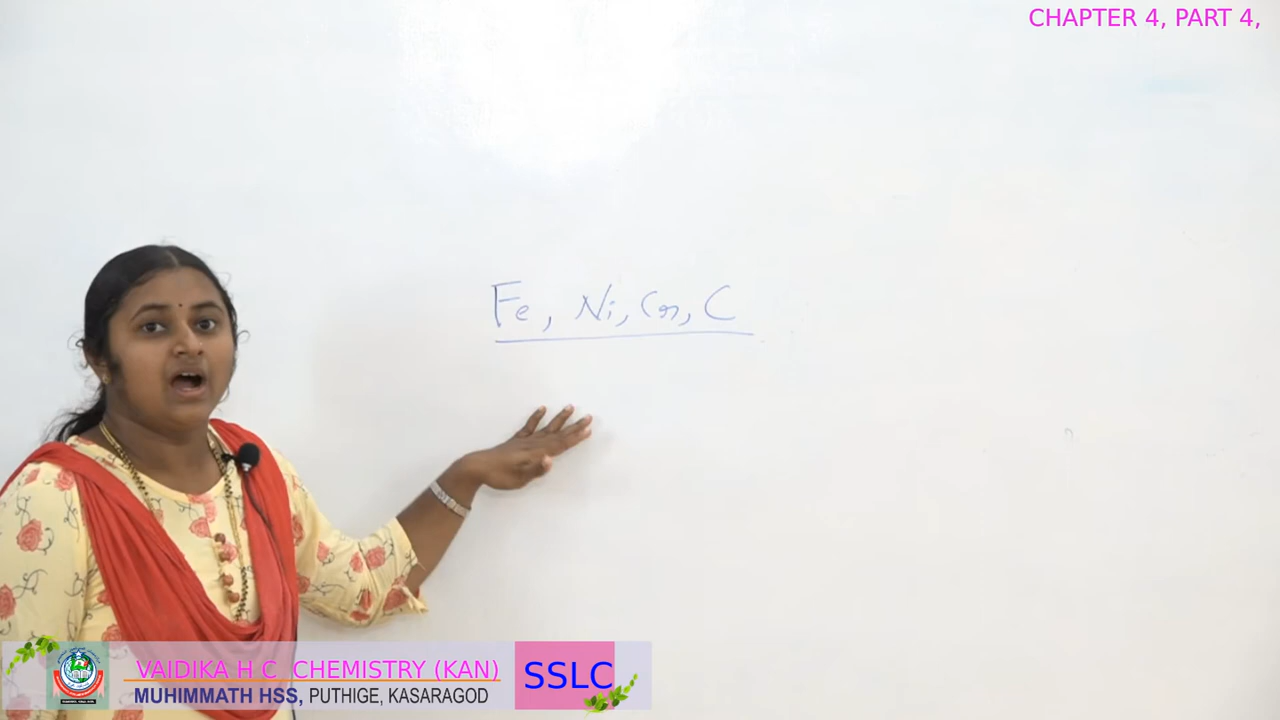 CHAPTER 4, PART 4,
Fe, Ni, Cr, C
VAIDIKA H C CHEMISTRY (KAN)
MUHIMMATH HSS, PUTHIGE, KASARAGOD
SSLC